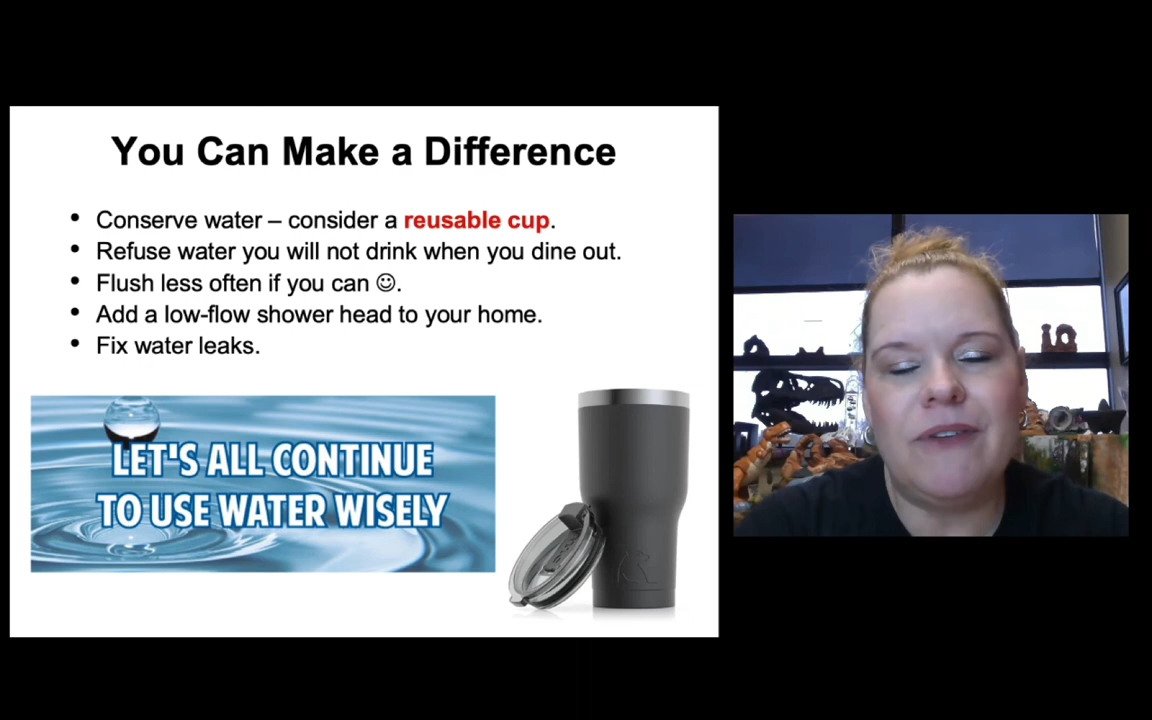 You Can Make a Difference
• Conserve water – consider a reusable cup.
• Refuse water you will not drink when you dine out.
• Flush less often if you can ☺.
• Add a low-flow shower head to your home.
• Fix water leaks.
LET'S ALL CONTINUE
TO USE WATER WISELY